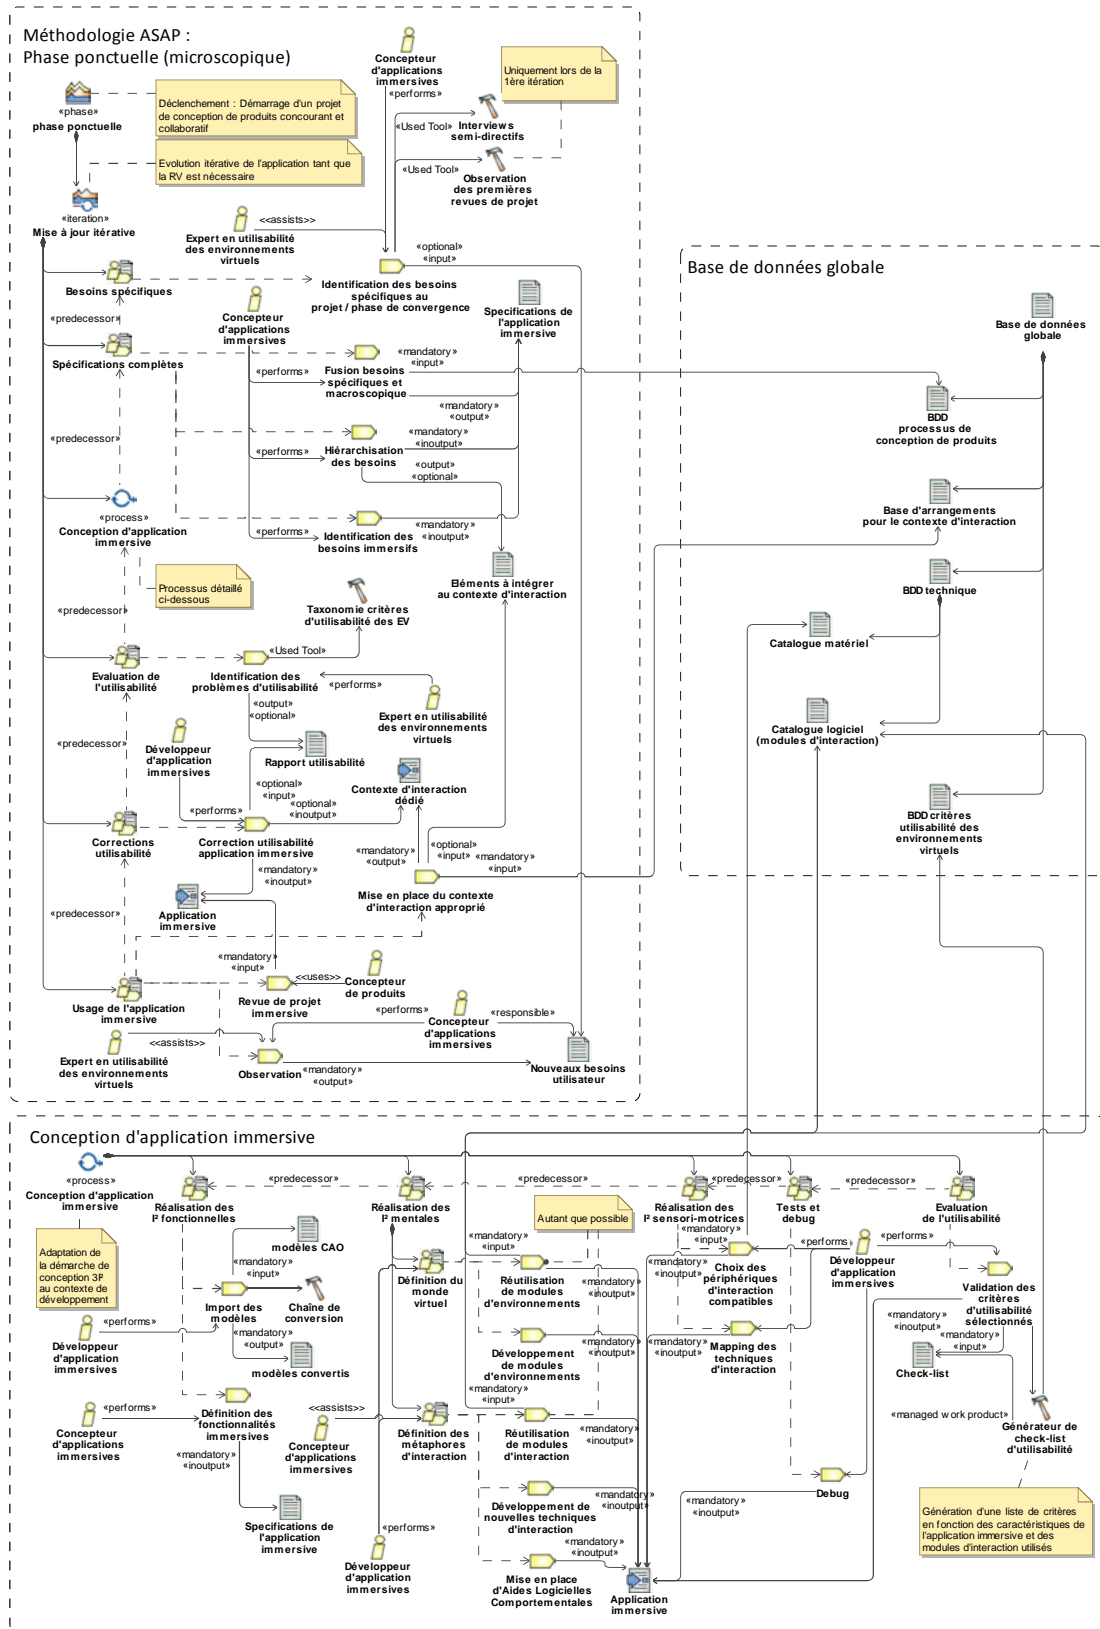 Méthodologie ASAP :
Phase ponctuelle (microscopique)
«phase»
phase ponctuelle
Déclenchement : Démarrage d'un projet
de conception de produits concourant et
collaboratif
Evolution itérative de l'application tant que
la RV est nécessaire
«iteration»
Mise à jour itérative
Concepteur
d'applications
immersives
«performs»
Uniquement lors de la
1ère itération
«Used Tool»
Interviews
semi-directifs
«Used Tool»
Observation
des premières
revues de projet
<<assists>>
Expert en utilisabilité
des environnements
virtuels
«optional»
«input»
Besoins spécifiques
Identification des besoins
spécifiques au
projet / phase de convergence
«predecessor»
Concepteur
d'applications
immersives
Specifications de
l'application
immersive
Spécifications complètes
«mandatory»
«input»
«performs»
Fusion besoins
spécifiques et
macroscopique
«mandatory»
«output»
«predecessor»
«mandatory»
«inoutput»
«performs»
Hiérarchisation
des besoins
«output»
«optional»
«process»
Conception d'application
immersive
«performs»
Identification des
besoins immersifs
«mandatory»
«inoutput»
Processus détaillé
ci-dessous
Eléments à intégrer
au contexte d'interaction
«predecessor»
Taxonomie critères
d'utilisabilité des EV
«Used Tool»
Evaluation de
l'utilisabilité
Identification des
problèmes d'utilisabilité
«performs»
«output»
«optional»
Expert en utilisabilité
des environnements
virtuels
«predecessor»
Développeur
d'application
immersives
Rapport utilisabilité
«optional»
«input»
Contexte d'interaction
dédié
«performs»
«optional»
«inoutput»
Corrections
utilisabilité
Correction utilisabilité
application immersive
«mandatory»
«inoutput»
«mandatory»
«output»
«optional»
«input»
«mandatory»
«input»
Mise en place du contexte
d'interaction approprié
«predecessor»
Application
immersive
«mandatory»
«input»
<<uses>>
Concepteur
de produits
Usage de l'application
immersive
Revue de projet
immersive
«performs»
«responsible»
Concepteur
d'applications
immersives
<<assists>>
Expert en utilisabilité
des environnements
virtuels
Observation
«mandatory»
«output»
Nouveaux besoins
utilisateur
Base de données globale
Base de données
globale
BDD
processus de
conception de produits
Base d'arrangements
pour le contexte d'interaction
BDD technique
Catalogue matériel
Catalogue logiciel
(modules d'interaction)
BDD critères
utilisabilité des
environnements
virtuels
Conception d'application immersive
«process»
Conception d'application
immersive
Adaptation de
la démarche de
conception 3I²
au contexte de
développement
Réalisation des
I² fonctionnelles
«predecessor»
Réalisation des
I² mentales
«predecessor»
Réalisation des
I² sensori-motrices
«predecessor»
Tests et
debug
«predecessor»
Evaluation
de l'utilisabilité
Autant que possible
modèles CAO
«mandatory»
«input»
Import des
modèles
Chaîne de
conversion
«performs»
Développeur
d'application
immersives
«mandatory»
«output»
modèles convertis
«performs»
Concepteur
d'applications
immersives
Définition des
fonctionnalités
immersives
«mandatory»
«inoutput»
Specifications de
l'application
immersive
<<assists>>
Concepteur
d'applications
immersives
«performs»
Développeur
d'application
immersives
Définition du
monde
virtuel
«mandatory»
«input»
Réutilisation
de modules
d'environnements
«mandatory»
«inoutput»
Développement
de modules
d'environnements
«mandatory»
«inoutput»
«mandatory»
«input»
Définition des
métaphores
d'interaction
Réutilisation
de modules
d'interaction
«mandatory»
«inoutput»
Développement de
nouvelles techniques
d'interaction
«mandatory»
«inoutput»
Mise en place
d'Aides Logicielles
Comportementales
Application
immersive
«mandatory»
«input»
«mandatory»
«inoutput»
Choix des
périphériques
d'interaction
compatibles
«performs»
«performs»
Développeur
d'application
immersives
«mandatory»
«inoutput»
Mapping des
techniques
d'interaction
Validation des
critères
d'utilisabilité
sélectionnés
«mandatory»
«inoutput»
«mandatory»
«input»
Check-list
«managed work product»
Générateur de
check-list
d'utilisabilité
Debug
«mandatory»
«inoutput»
Génération d'une liste de critères
en fonction des caractéristiques de
l'application immersive et des
modules d'interaction utilisés